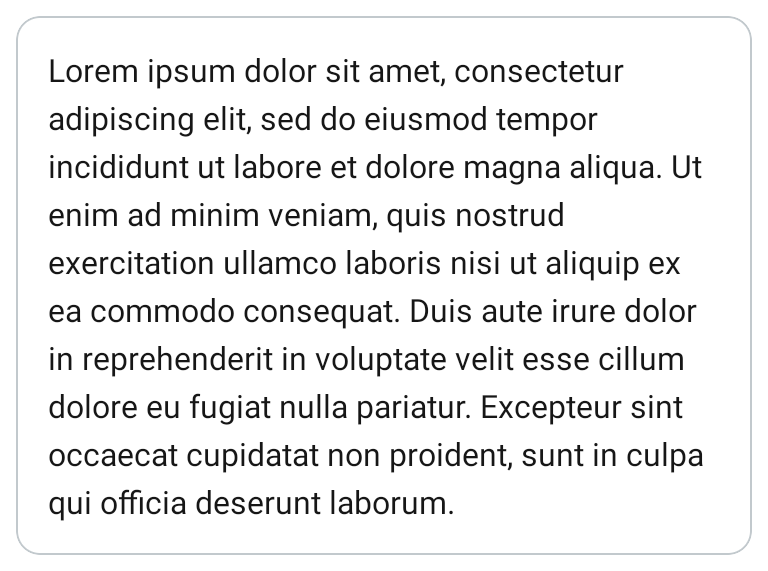 Lorem ipsum dolor sit amet, consectetur
adipiscing elit, sed do eiusmod tempor
incididunt ut labore et dolore magna aliqua. Ut
enim ad minim veniam, quis nostrud
exercitation ullamco laboris nisi ut aliquip ex
ea commodo consequat. Duis aute irure dolor
in reprehenderit in voluptate velit esse cillum
dolore eu fugiat nulla pariatur. Excepteur sint
occaecat cupidatat non proident, sunt in culpa
qui officia deserunt laborum.